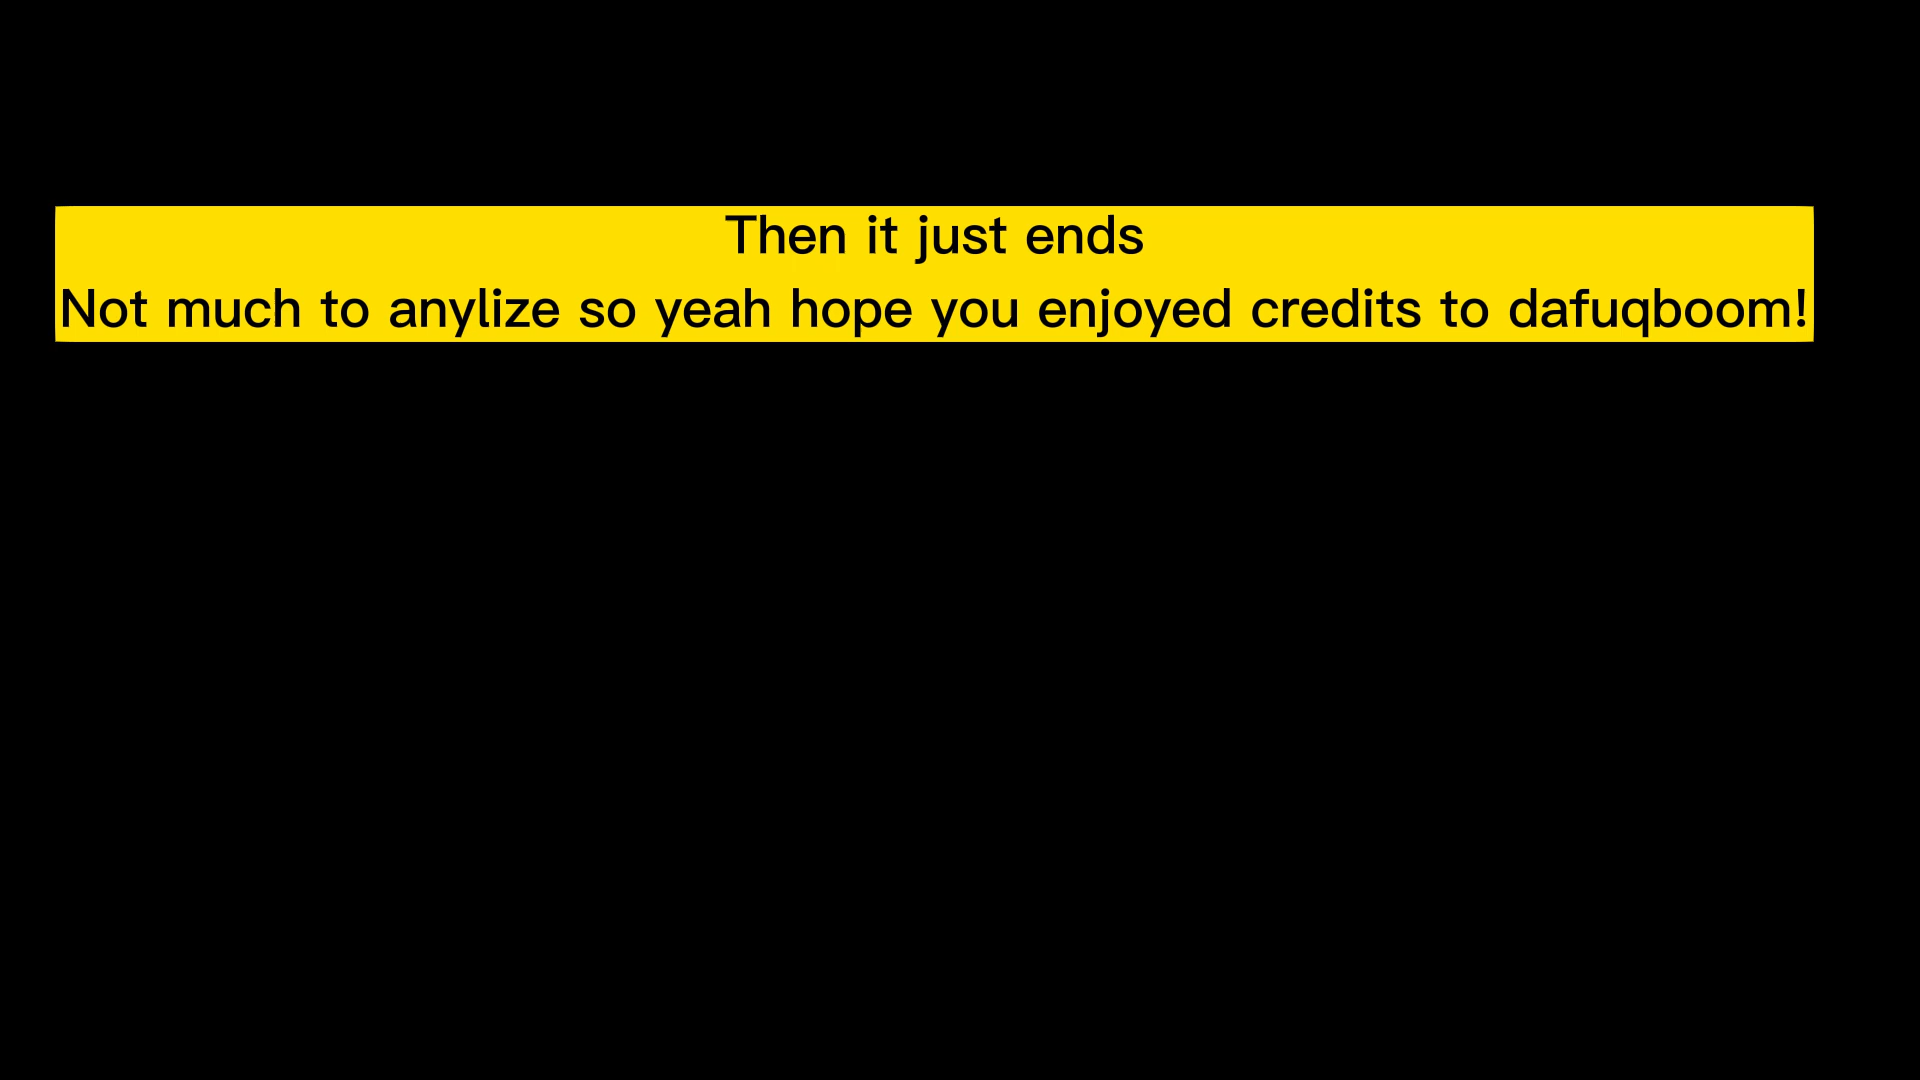 Then it just ends
Not much to anylize so yeah hope you enjoyed credits to dafuqboom!